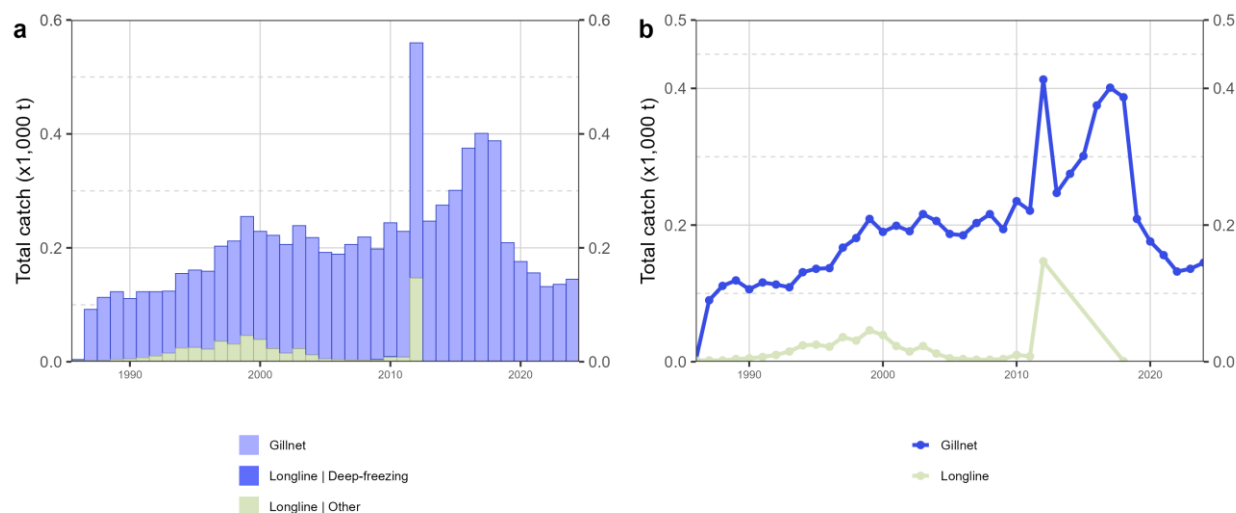 a
Total catch (x1,000 t)
0.6
0.4
0.2
0.0
0.6
0.4
0.2
0.0
1990 2000 2010 2020
Gillnet
Longline | Deep-freezing
Longline | Other
b
Total catch (x1,000 t)
0.5
0.4
0.2
0.0
0.5
0.4
0.2
0.0
1990 2000 2010 2020
Gillnet
Longline